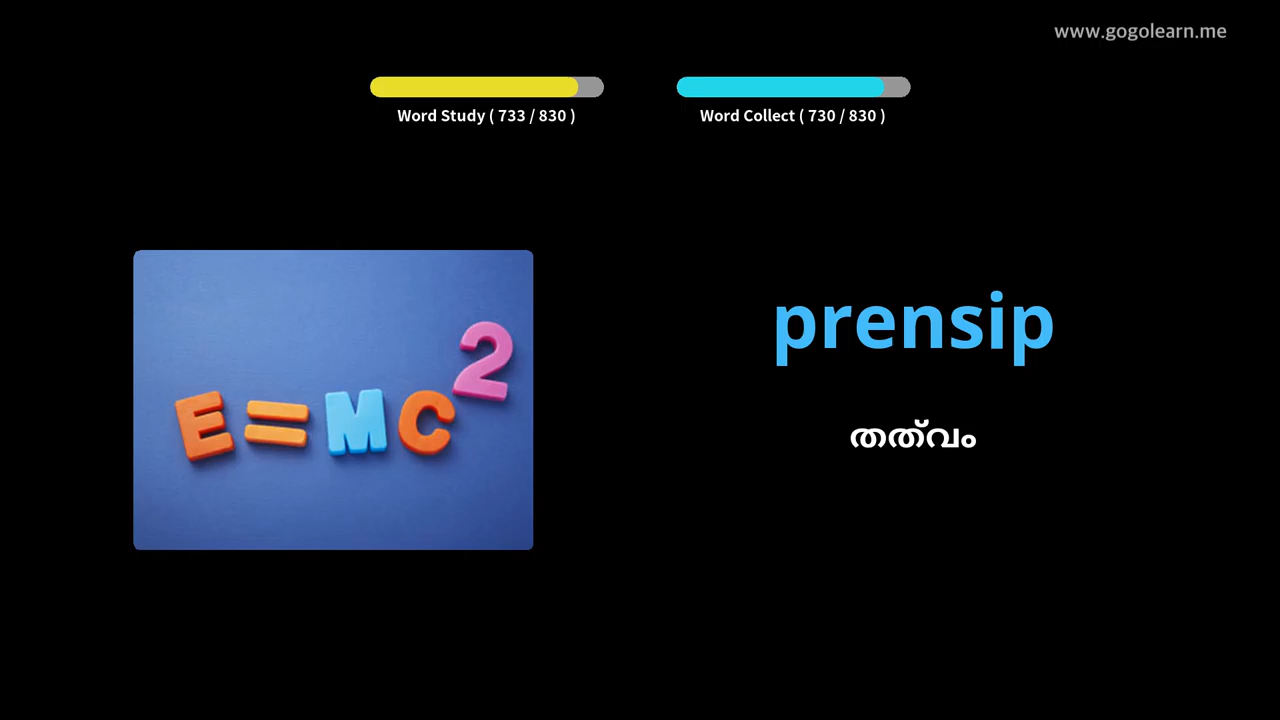 www.gogolearn.me
Word Study ( 733 / 830 )
Word Collect ( 730 / 830 )
E=MC2
prensip
തത്വം